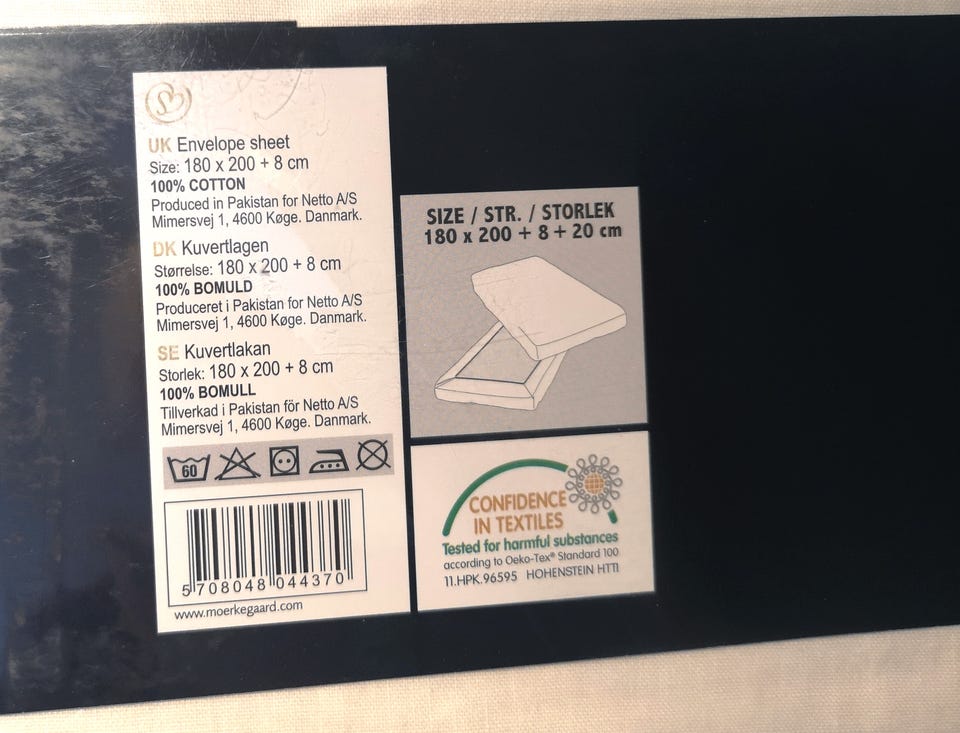 UK Envelope sheet
Size: 180 x 200 + 8 cm
100% COTTON
Produced in Pakistan for Netto A/S
Mimersvej 1, 4600 Køge. Danmark.
DK Kuvertlagen
Størrelse: 180 x 200 + 8 cm
100% BOMULD
Produceret i Pakistan for Netto A/S
Mimersvej 1, 4600 Køge. Danmark.
SE Kuvertlakan
Storlek: 180 x 200 + 8 cm
100% BOMULL
Tillverkad i Pakistan för Netto A/S
Mimersvej 1, 4600 Køge. Danmark.
60
5 708048 044370
www.moerkegaard.com
SIZE / STR. / STORLEK
180 x 200 + 8 + 20 cm
CONFIDENCE
IN TEXTILES
Tested for harmful substances
according to Oeko-Tex® Standard 100
11.HPK.96595 HOHENSTEIN HTTI